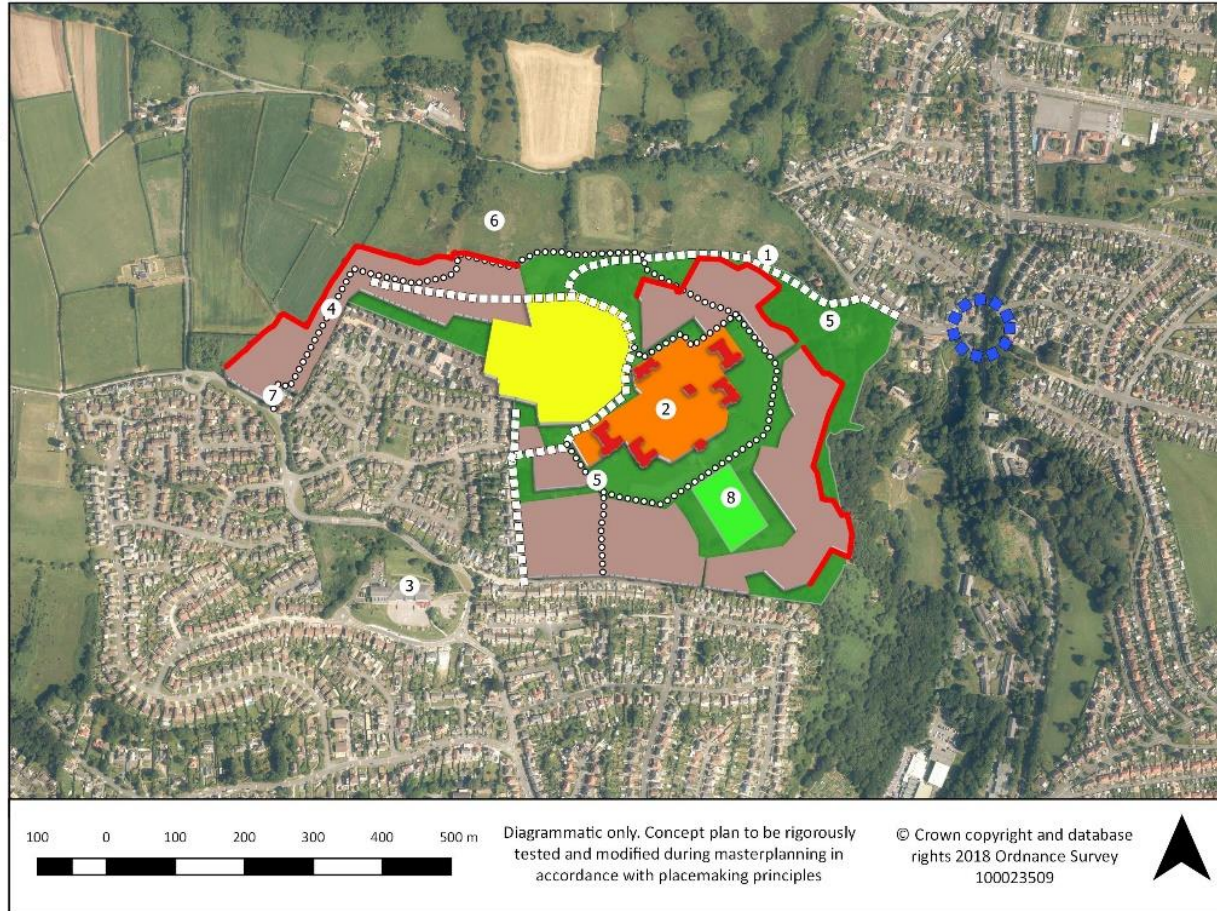 1
6
5
4
7
2
5
8
3
100 0 100 200 300 400 500 m
Diagrammatic only. Concept plan to be rigorously
tested and modified during masterplanning in
accordance with placemaking principles
© Crown copyright and database
rights 2018 Ordnance Survey
100023509